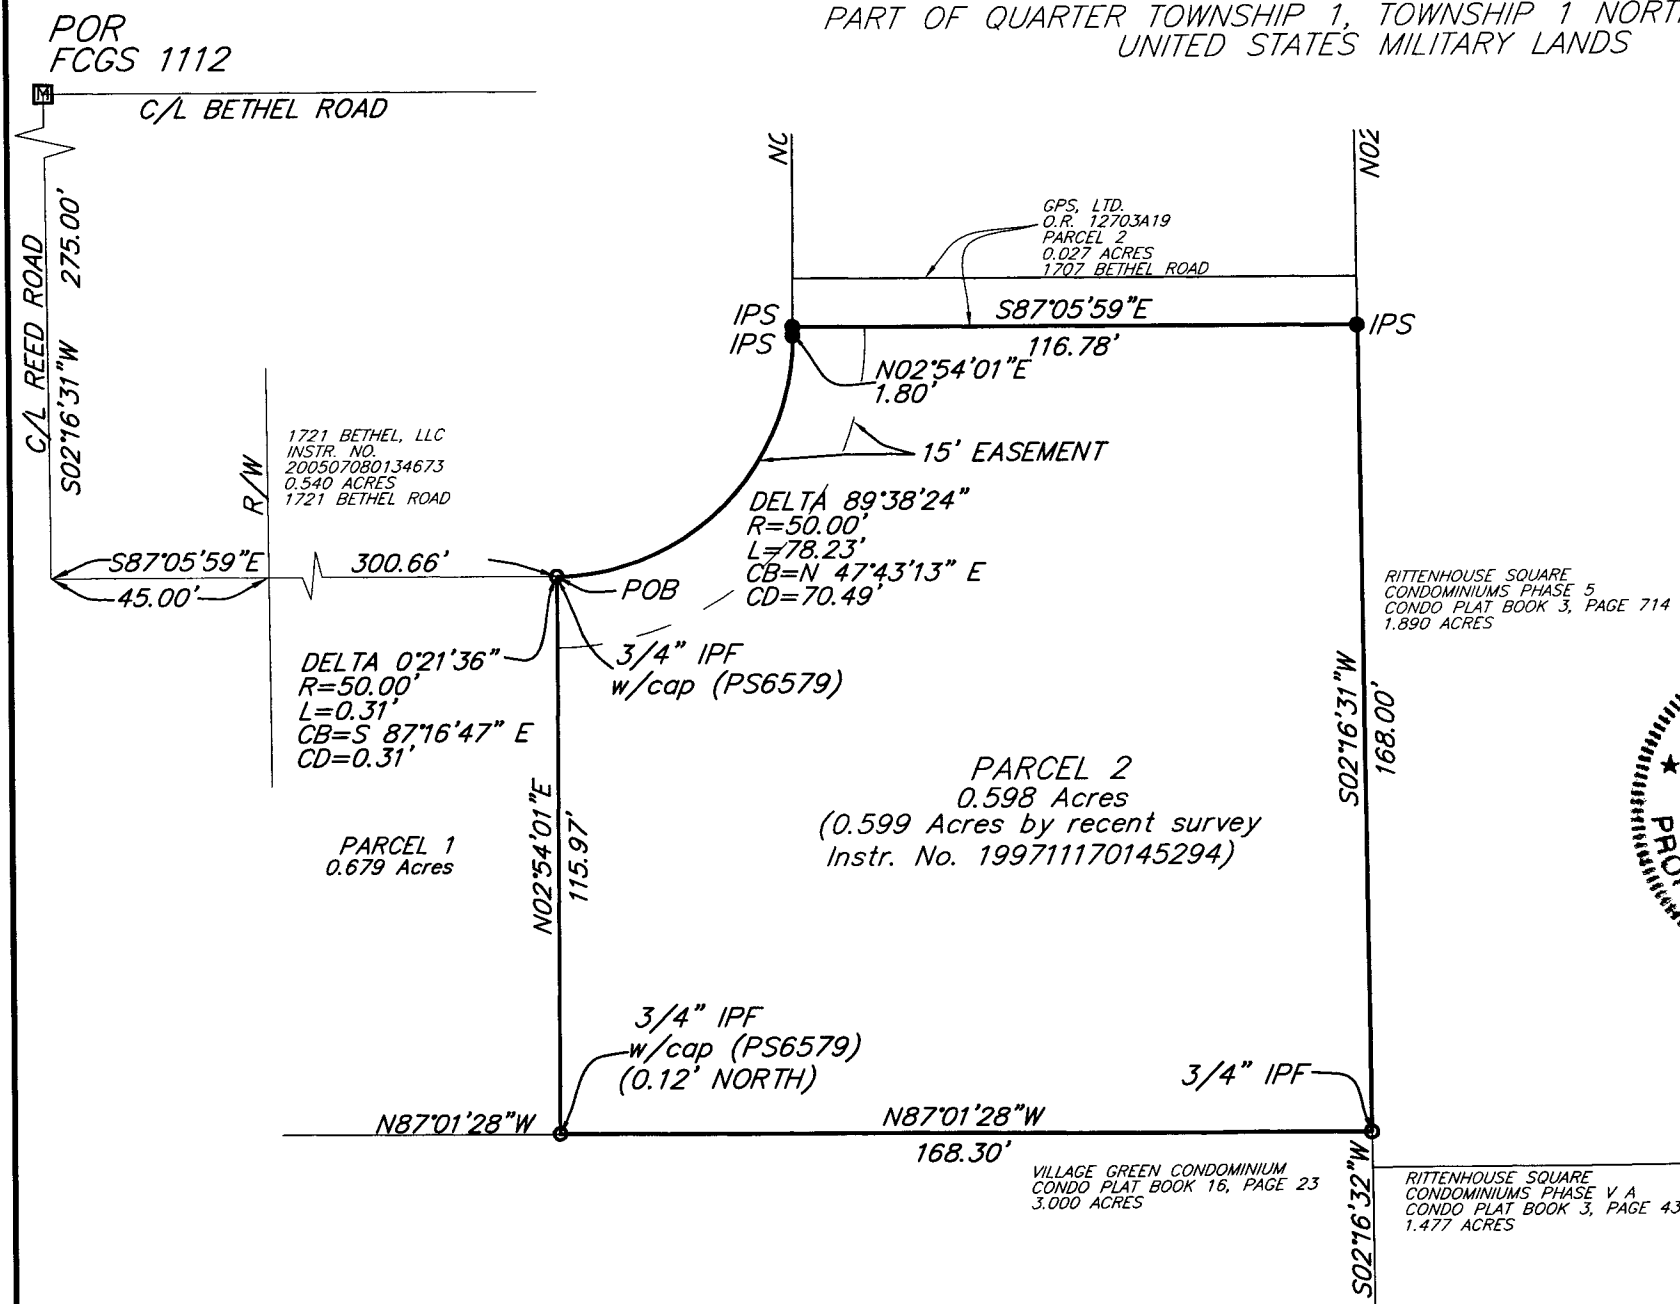 PART OF QUARTER TOWNSHIP 1, TOWNSHIP 1 NORT
UNITED STATES MILITARY LANDS
POR
FCGS 1112
M
C/L BETHEL ROAD
C/L REED ROAD
S02°16'31"W 275.00'
N0
N02
GPS, LTD.
O.R. 12703A19
PARCEL 2
0.027 ACRES
1707 BETHEL ROAD
IPS
IPS
S87°05'59"E
116.78'
IPS
N02°54'01"E
1.80'
15' EASEMENT
R/W
1721 BETHEL, LLC
INSTR. NO.
200507080134673
0.540 ACRES
1721 BETHEL ROAD
DELTA 89°38'24"
R=50.00'
L=78.23'
CB=N 47°43'13" E
CD=70.49'
S87°05'59"E 300.66'
45.00'
POB
RITTENHOUSE SQUARE
CONDOMINIUMS PHASE 5
CONDO PLAT BOOK 3, PAGE 714
1.890 ACRES
3/4" IPF
w/cap (PS6579)
DELTA 0°21'36"
R=50.00'
L=0.31'
CB=S 87°16'47" E
CD=0.31'
S02°16'31"W
168.00'
PARCEL 2
0.598 Acres
(0.599 Acres by recent survey
Instr. No. 199711170145294)
PARCEL 1
0.679 Acres
N02°54'01"E
115.97'
3/4" IPF
w/cap (PS6579)
(0.12' NORTH)
3/4" IPF
N87°01'28"W
N87°01'28"W
168.30'
VILLAGE GREEN CONDOMINIUM
CONDO PLAT BOOK 16, PAGE 23
3.000 ACRES
S02°16'32"W
RITTENHOUSE SQUARE
CONDOMINIUMS PHASE V A
CONDO PLAT BOOK 3, PAGE 43
1.477 ACRES